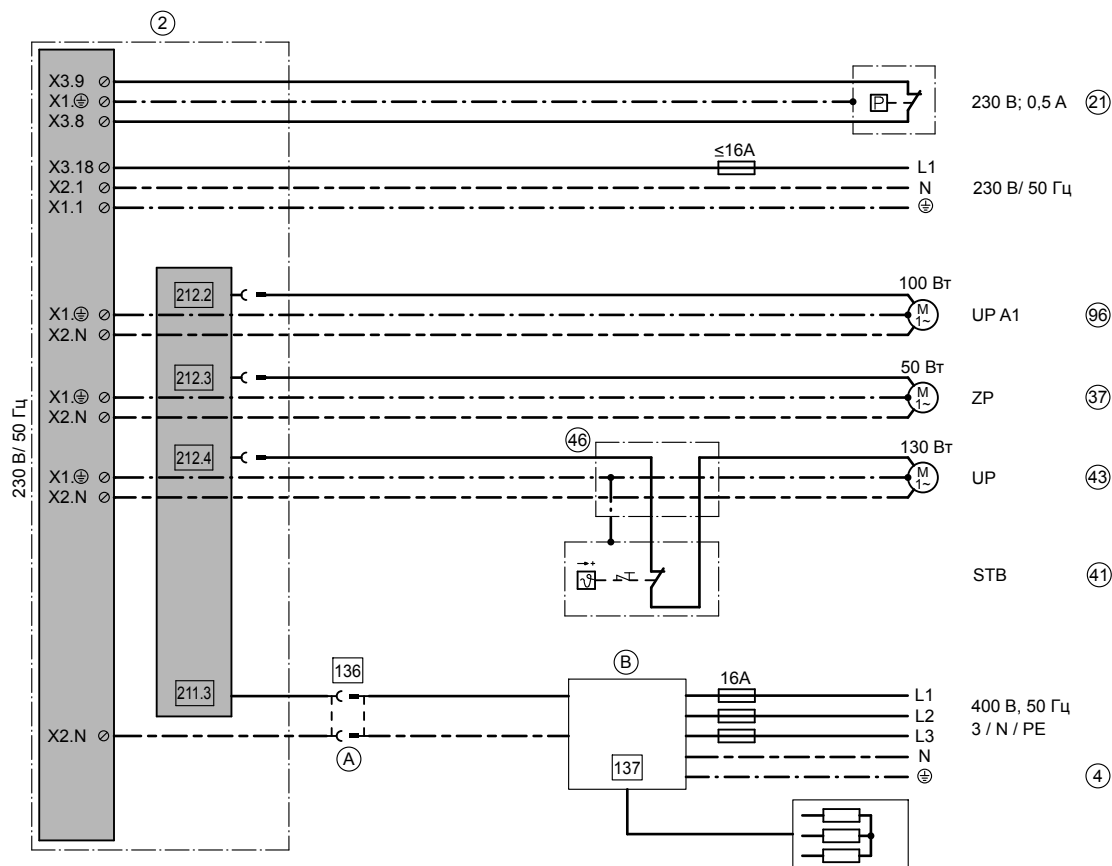 2
X3.9
X1.
X3.8
P
230 В; 0,5 А
21
X3.18
≤16A
L1
X2.1
N
230 В/ 50 Гц
X1.1
212.2
100 Вт
X1.
M
1~
UP A1
96
X2.N
212.3
50 Вт
X1.
M
1~
ZP
37
X2.N
230 В/ 50 Гц
212.4
46
130 Вт
X1.
M
1~
UP
43
X2.N
ϑ
STB
41
136
B
211.3
16A
L1
L2
400 В, 50 Гц
3 / N / PE
X2.N
L3
A
N
137
4